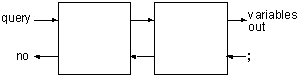 query
variables
out
no
;